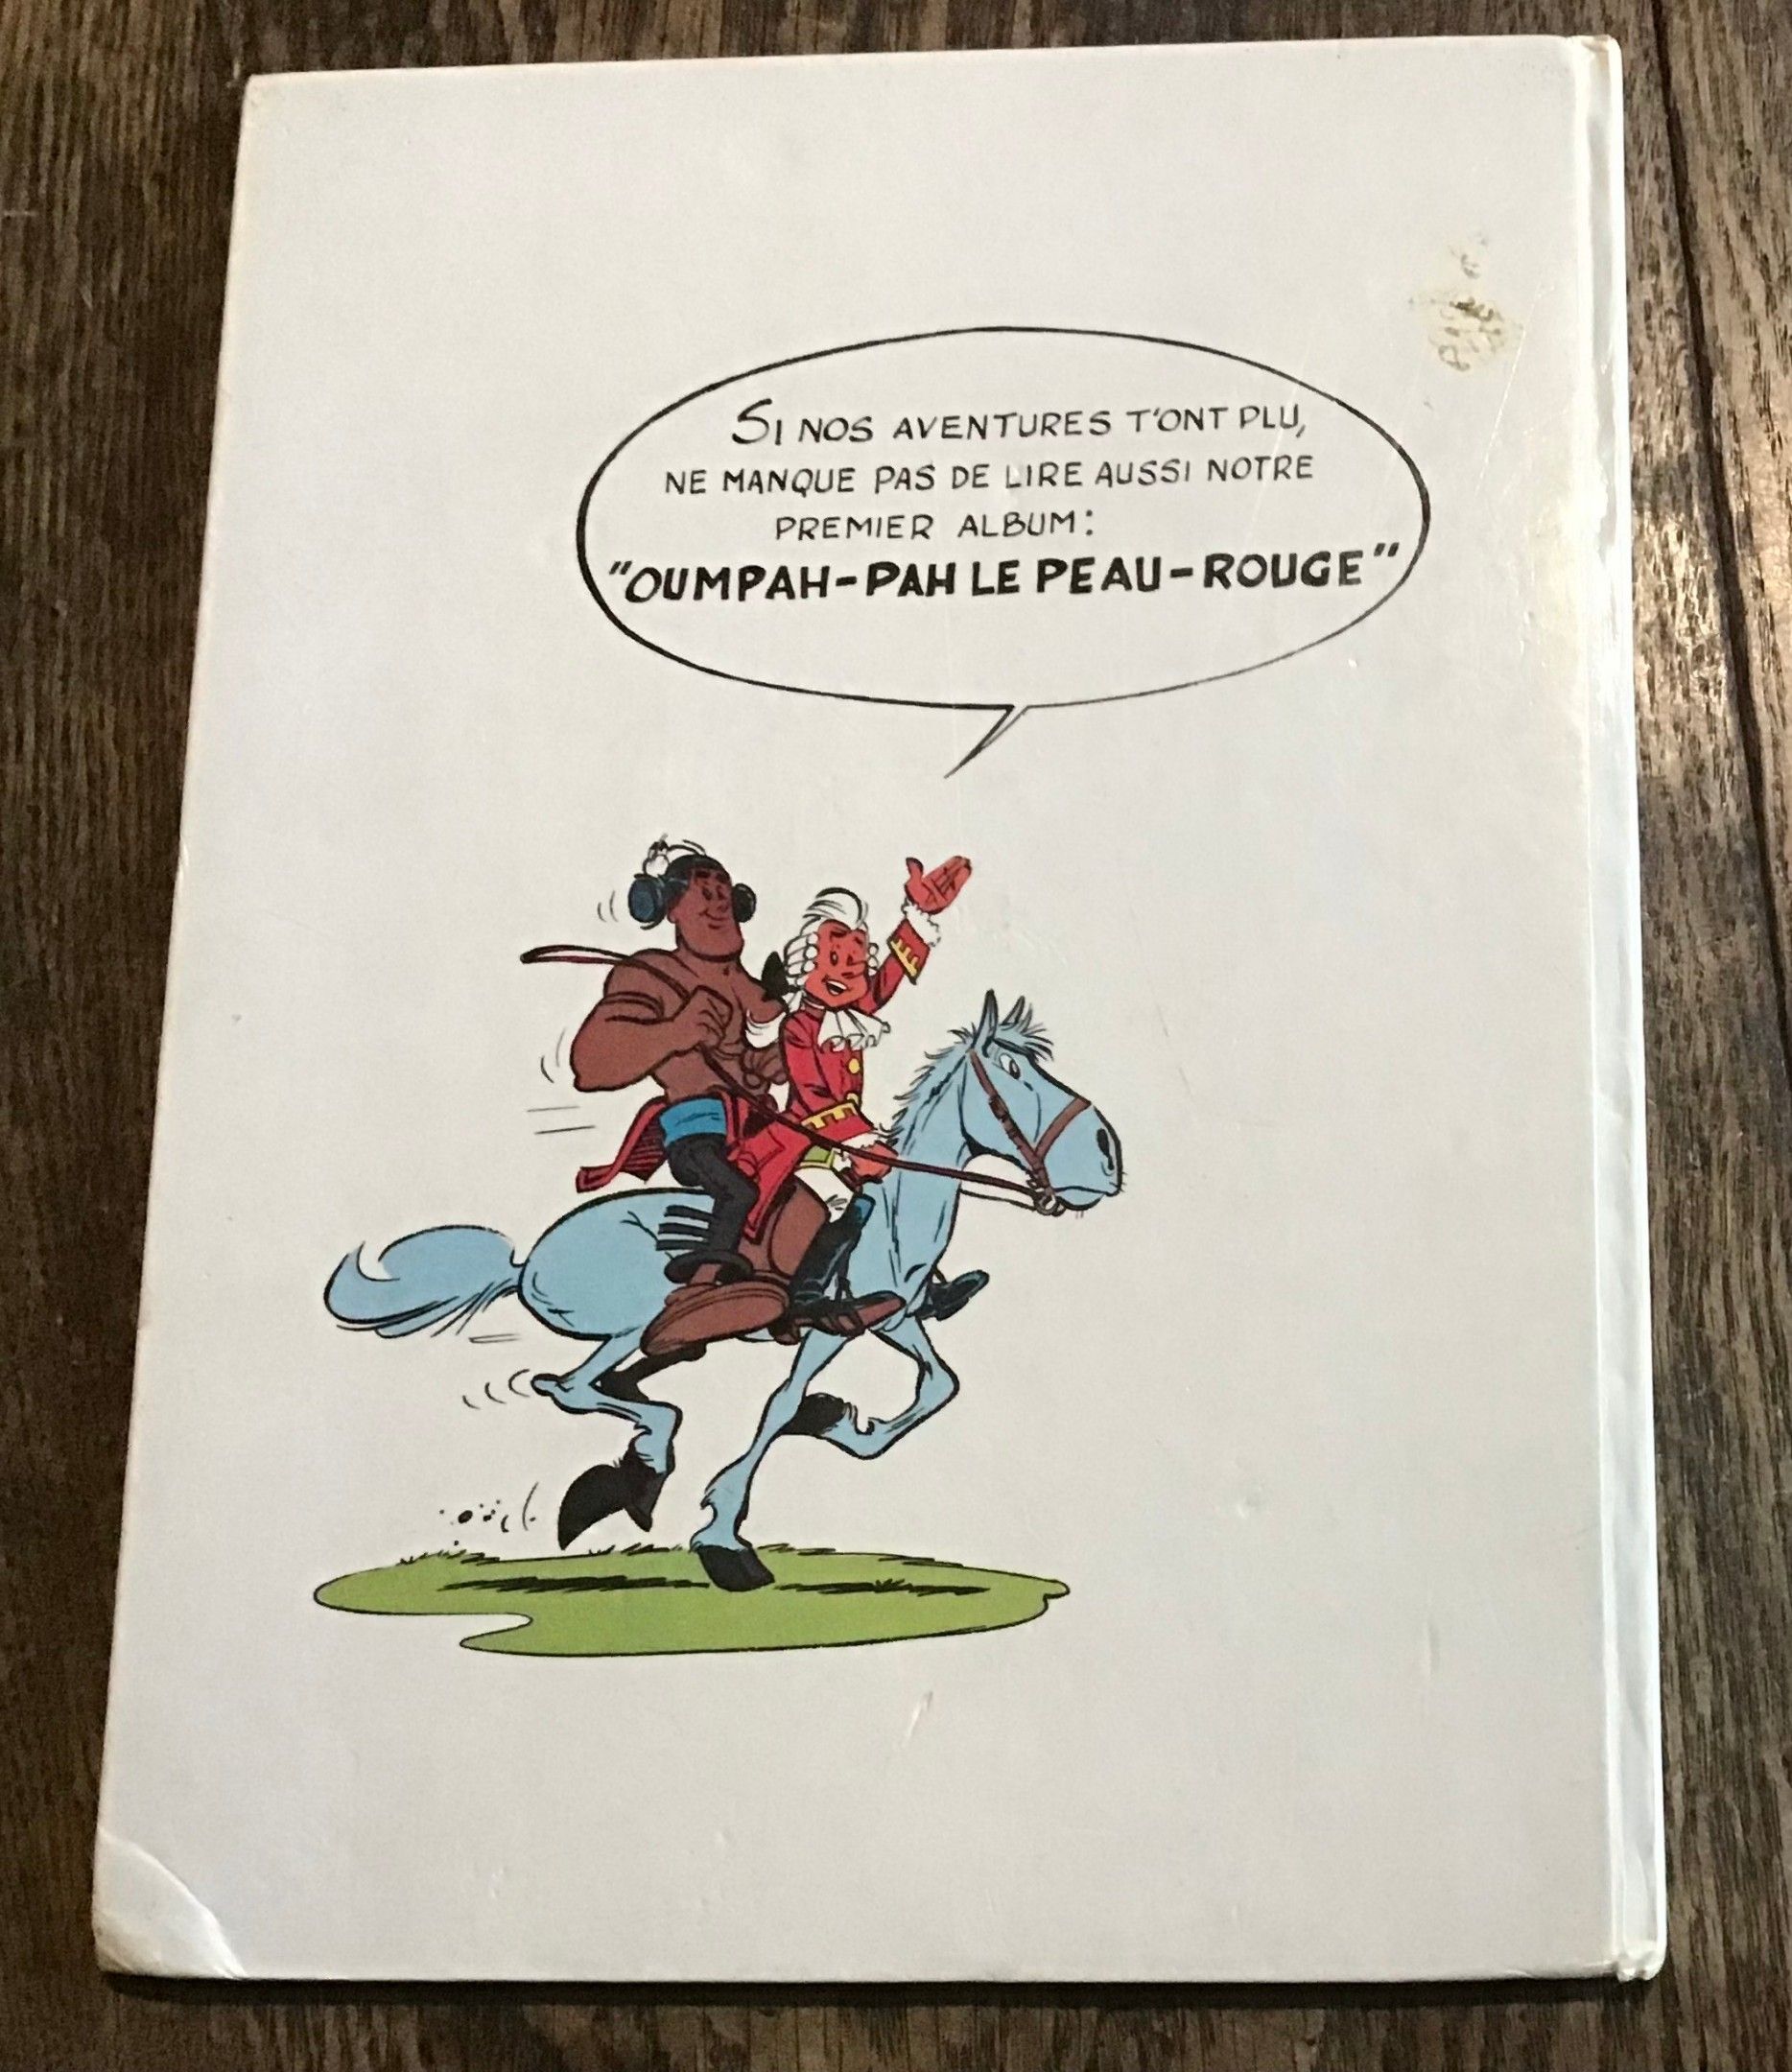 SI NOS AVENTURES T'ONT PLU,
NE MANQUE PAS DE LIRE AUSSI NOTRE
PREMIER ALBUM:
"OUMPAH-PAH LE PEAU-ROUGE"